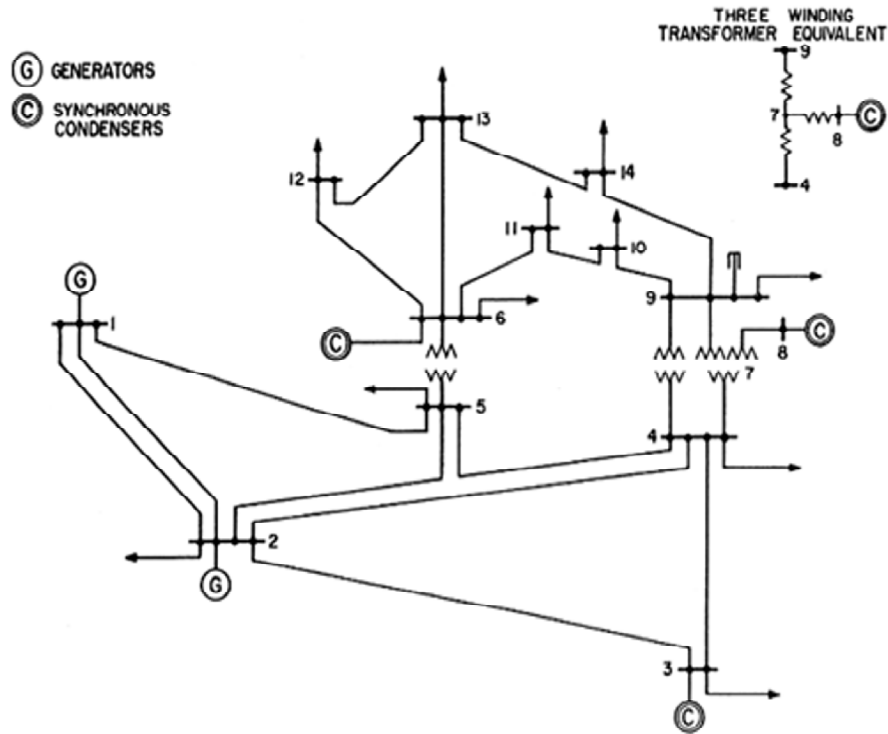 THREE WINDING
TRANSFORMER EQUIVALENT
9
7
C
8
4
G GENERATORS
C SYNCHRONOUS
CONDENSERS
13
12
14
11
10
G
9
1
6
C
C
8
7
5
4
2
G
3
C